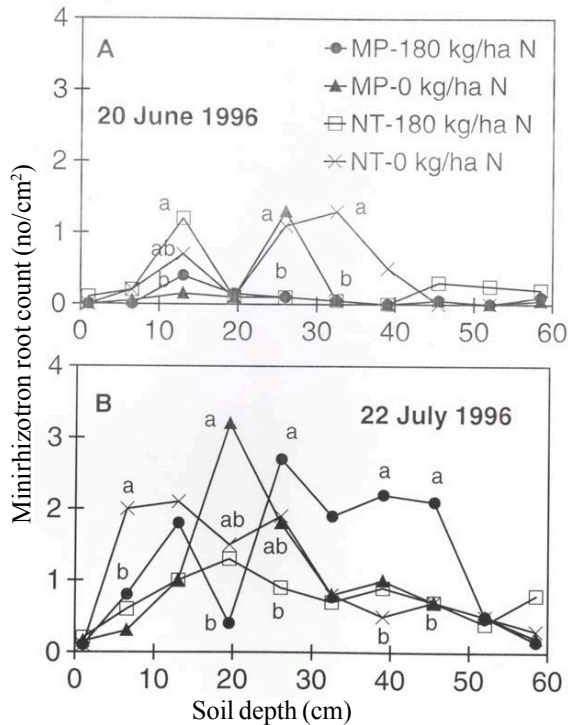 4
A
MP-180 kg/ha N
3
MP-0 kg/ha N
20 June 1996
NT-180 kg/ha N
2
NT-0 kg/ha N
a
a
a
1
ab
b
b
b
0
0 10 20 30 40 50 60
4
B
22 July 1996
a
a
3
a
a
a
2
ab
ab
b
1
b
b
b
b
0
0 10 20 30 40 50 60
Minirhizotron root count (no/cm²)
Soil depth (cm)